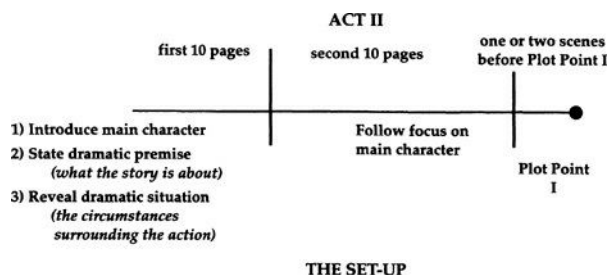 ACT II
first 10 pages
second 10 pages
one or two scenes
before Plot Point I
1) Introduce main character
2) State dramatic premise
(what the story is about)
3) Reveal dramatic situation
(the circumstances
surrounding the action)
Follow focus on
main character
Plot Point
I
THE SET-UP